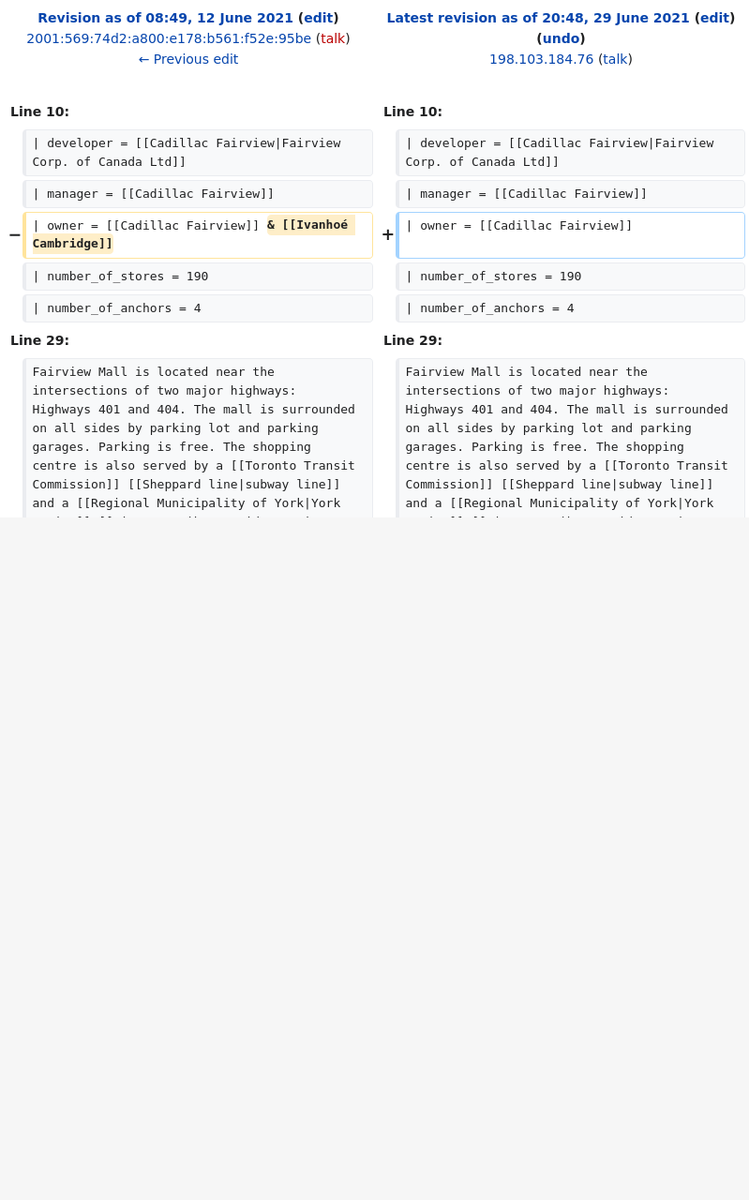 Revision as of 08:49, 12 June 2021 (edit)
2001:569:74d2:a800:e178:b561:f52e:95be (talk)
← Previous edit
Latest revision as of 20:48, 29 June 2021 (edit)
(undo)
198.103.184.76 (talk)
Line 10:
| developer = [[Cadillac Fairview|Fairview
Corp. of Canada Ltd]]
| manager = [[Cadillac Fairview]]
− | owner = [[Cadillac Fairview]] & [[Ivanhoé
Cambridge]]
| number_of_stores = 190
| number_of_anchors = 4
Line 10:
| developer = [[Cadillac Fairview|Fairview
Corp. of Canada Ltd]]
| manager = [[Cadillac Fairview]]
+ | owner = [[Cadillac Fairview]]
| number_of_stores = 190
| number_of_anchors = 4
Line 29:
Fairview Mall is located near the
intersections of two major highways:
Highways 401 and 404. The mall is surrounded
on all sides by parking lot and parking
garages. Parking is free. The shopping
centre is also served by a [[Toronto Transit
Commission]] [[Sheppard line|subway line]]
and a [[Regional Municipality of York|York
Line 29:
Fairview Mall is located near the
intersections of two major highways:
Highways 401 and 404. The mall is surrounded
on all sides by parking lot and parking
garages. Parking is free. The shopping
centre is also served by a [[Toronto Transit
Commission]] [[Sheppard line|subway line]]
and a [[Regional Municipality of York|York